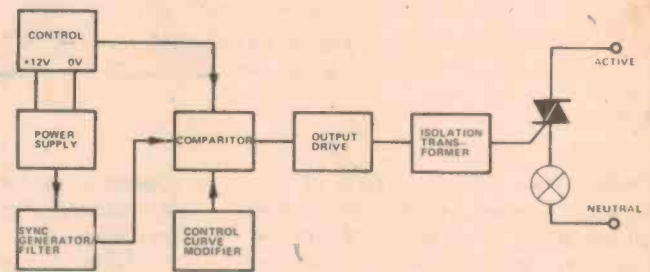 CONTROL
+12V 0V
POWER
SUPPLY
SYNC
GENERATOR/
FILTER
COMPARITOR
CONTROL
CURVE
MODIFIER
OUTPUT
DRIVE
ISOLATION
TRANS-
FORMER
ACTIVE
NEUTRAL